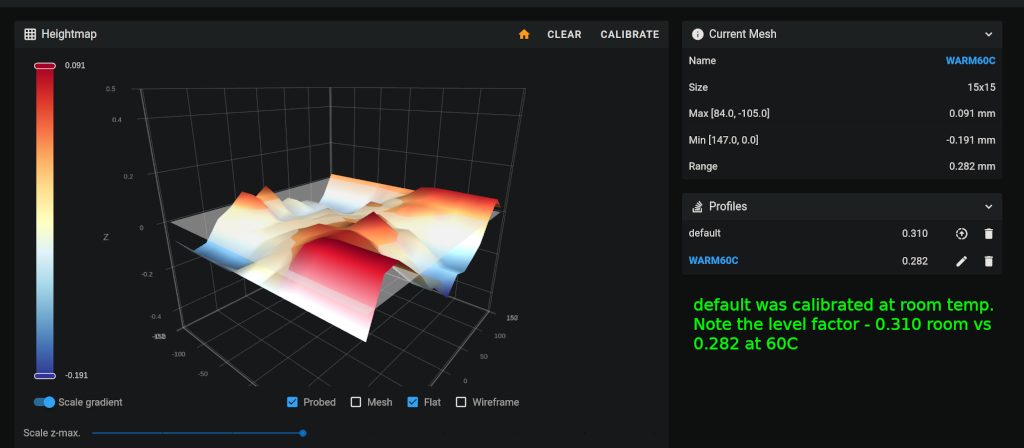 Heightmap
CLEAR
CALIBRATE
0.091
-0.191
0.5
0.4
0.2
0
-0.2
-0.4
Z
-100
-50
0
50
100
150
Scale gradient
Probed
Mesh
Flat
Wireframe
Scale z-max.
Current Mesh
Name WARM60C
Size 15x15
Max [84.0, -105.0] 0.091 mm
Min [147.0, 0.0] -0.191 mm
Range 0.282 mm
Profiles
default 0.310
WARM60C 0.282
default was calibrated at room temp.
Note the level factor - 0.310 room vs
0.282 at 60C